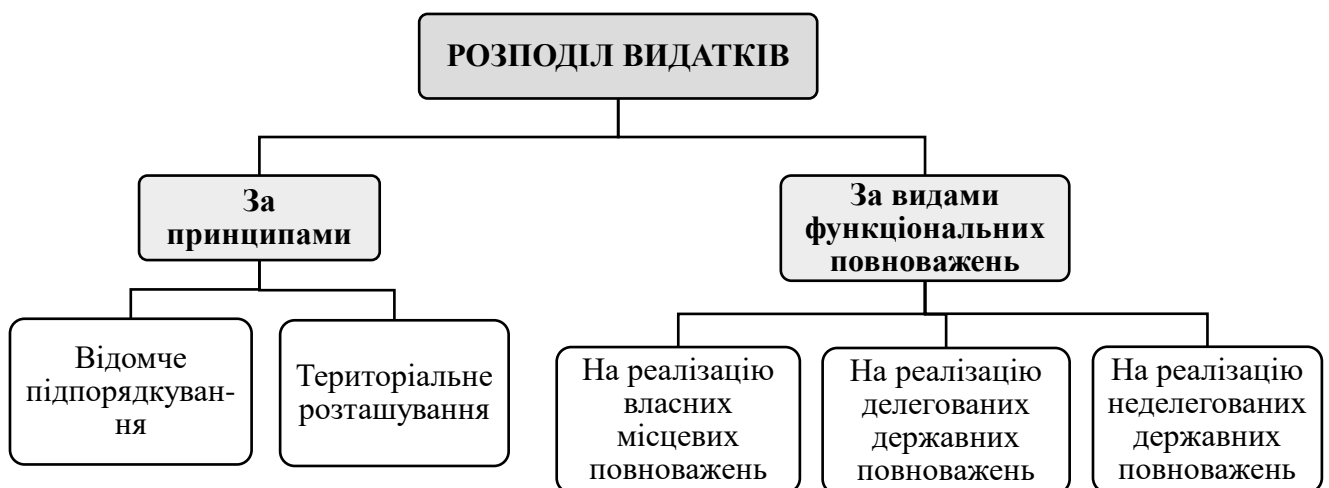 РОЗПОДІЛ ВИДАТКІВ
За
принципами
За видами
функціональних
повноважень
Відомче
підпорядкуван-
ня
Територіальне
розташування
На реалізацію
власних
місцевих
повноважень
На реалізацію
делегованих
державних
повноважень
На реалізацію
неделегованих
державних
повноважень